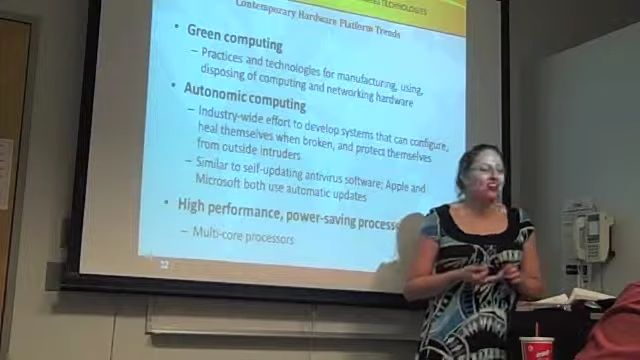 TECHNOLOGIES
Contemporary Hardware Platform Trends
• Green computing
– Practices and technologies for manufacturing, using,
disposing of computing and networking hardware
• Autonomic computing
– Industry-wide effort to develop systems that can configure,
heal themselves when broken, and protect themselves
from outside intruders.
– Similar to self-updating antivirus software; Apple and
Microsoft both use automatic updates
• High performance, power-saving process
– Multi-core processors
12